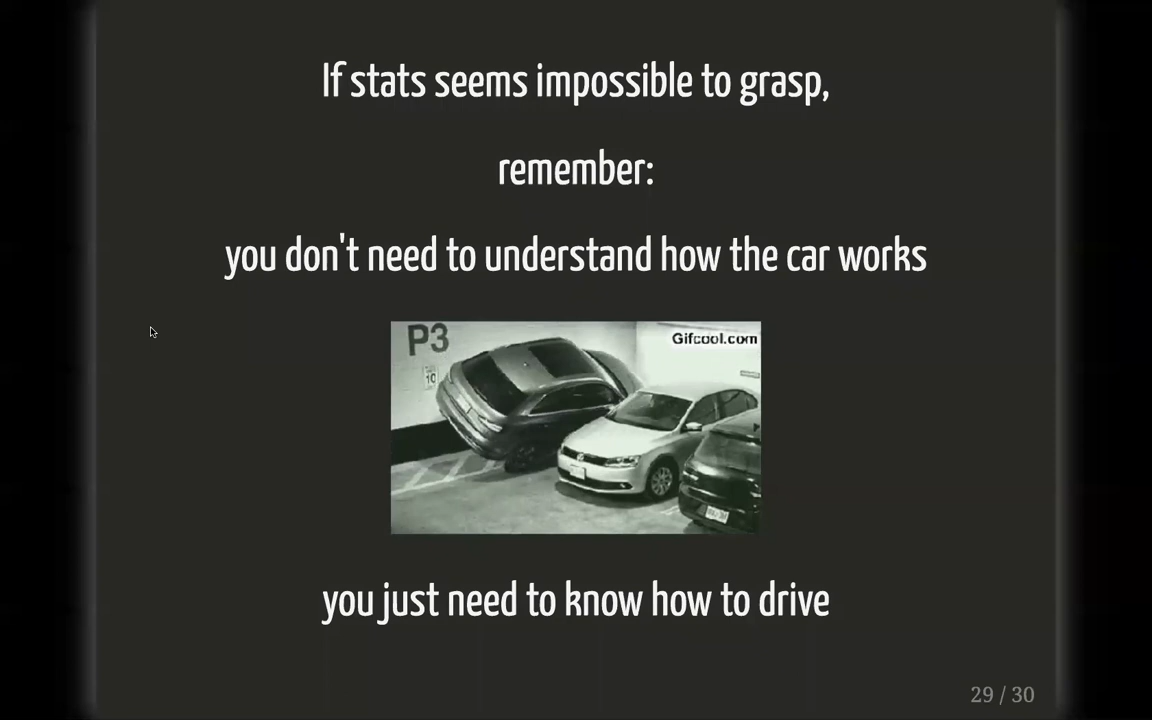 If stats seems impossible to grasp,
remember:
you don't need to understand how the car works
P3
Gifcool.com
10
you just need to know how to drive
29 / 30